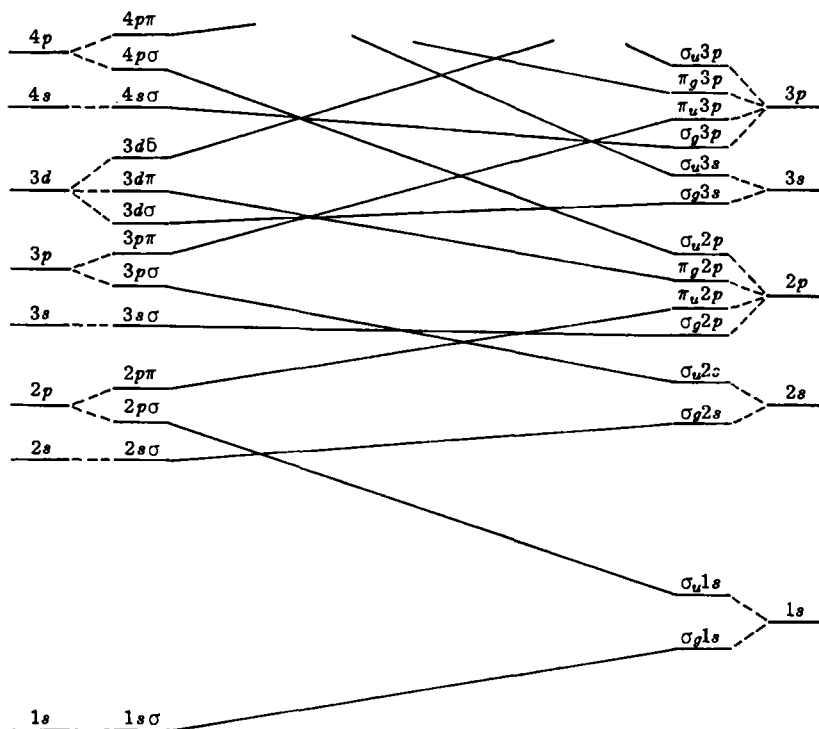 4p
4s
3d
3p
3s
2p
2s
1s
4pπ
4pσ
4sσ
3dδ
3dπ
3dσ
3pπ
3pσ
3sσ
2pπ
2pσ
2sσ
1sσ
σu3p
πg3p
πu3p
σg3p
σu3s
σg3s
σu2p
πg2p
πu2p
σg2p
σu2s
σg2s
σu1s
σg1s
3p
3s
2p
2s
1s